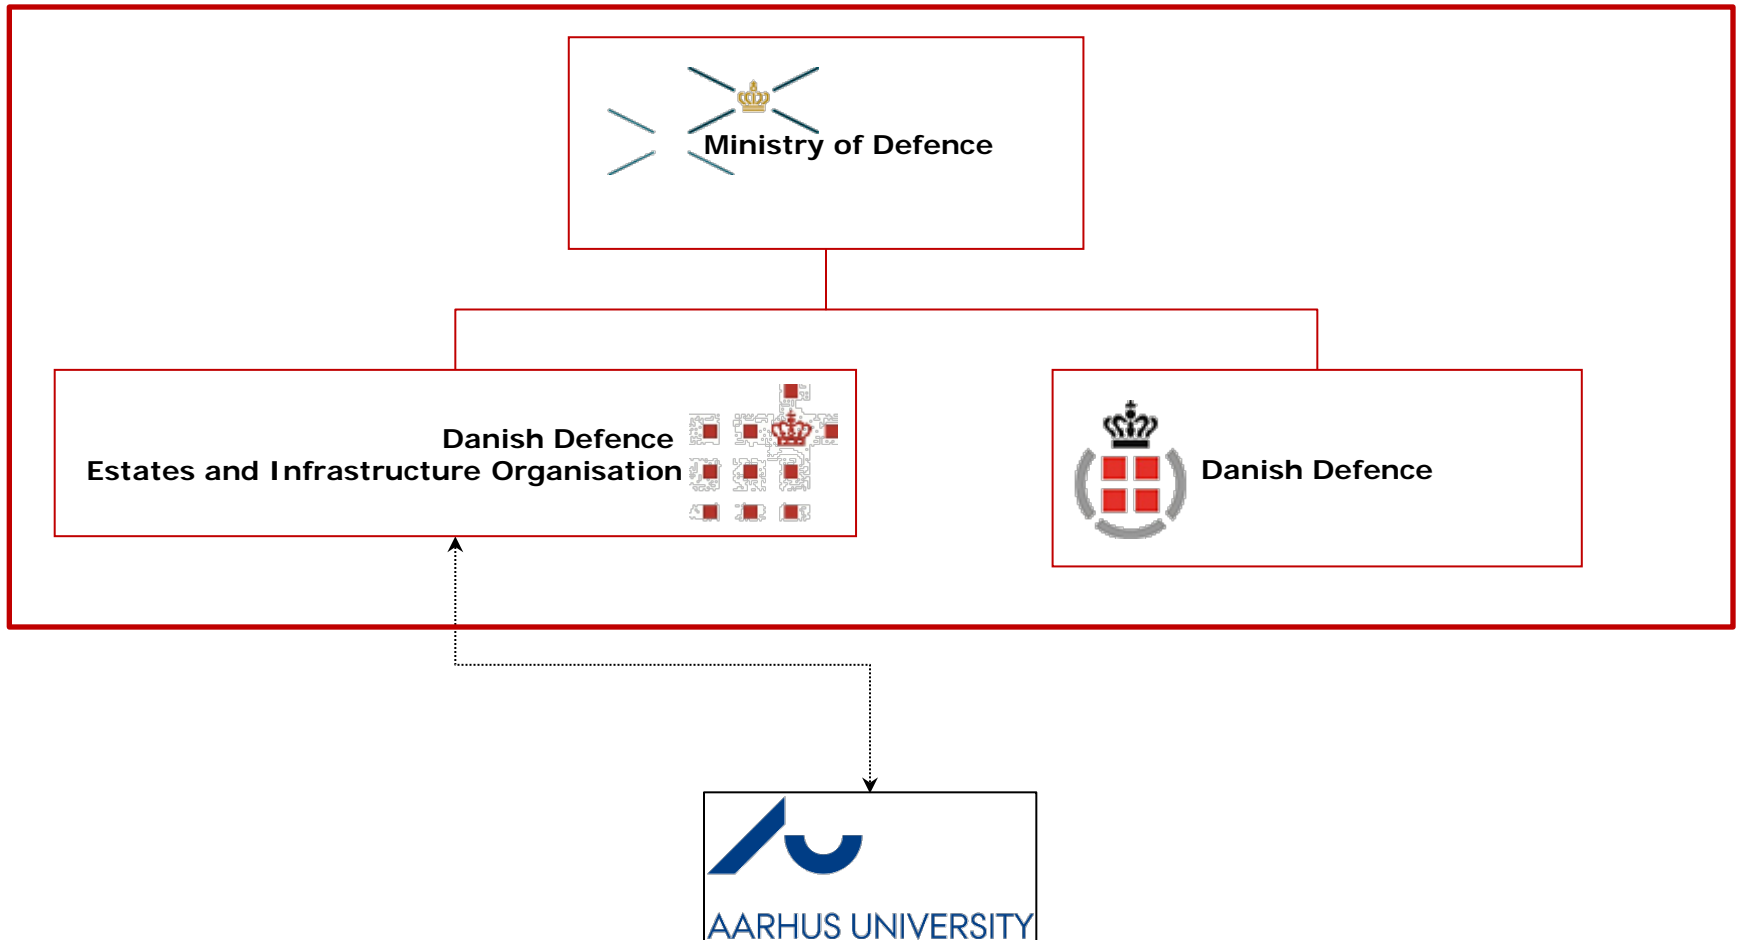 Ministry of Defence
Danish Defence
Estates and Infrastructure Organisation
Danish Defence
AARHUS UNIVERSITY